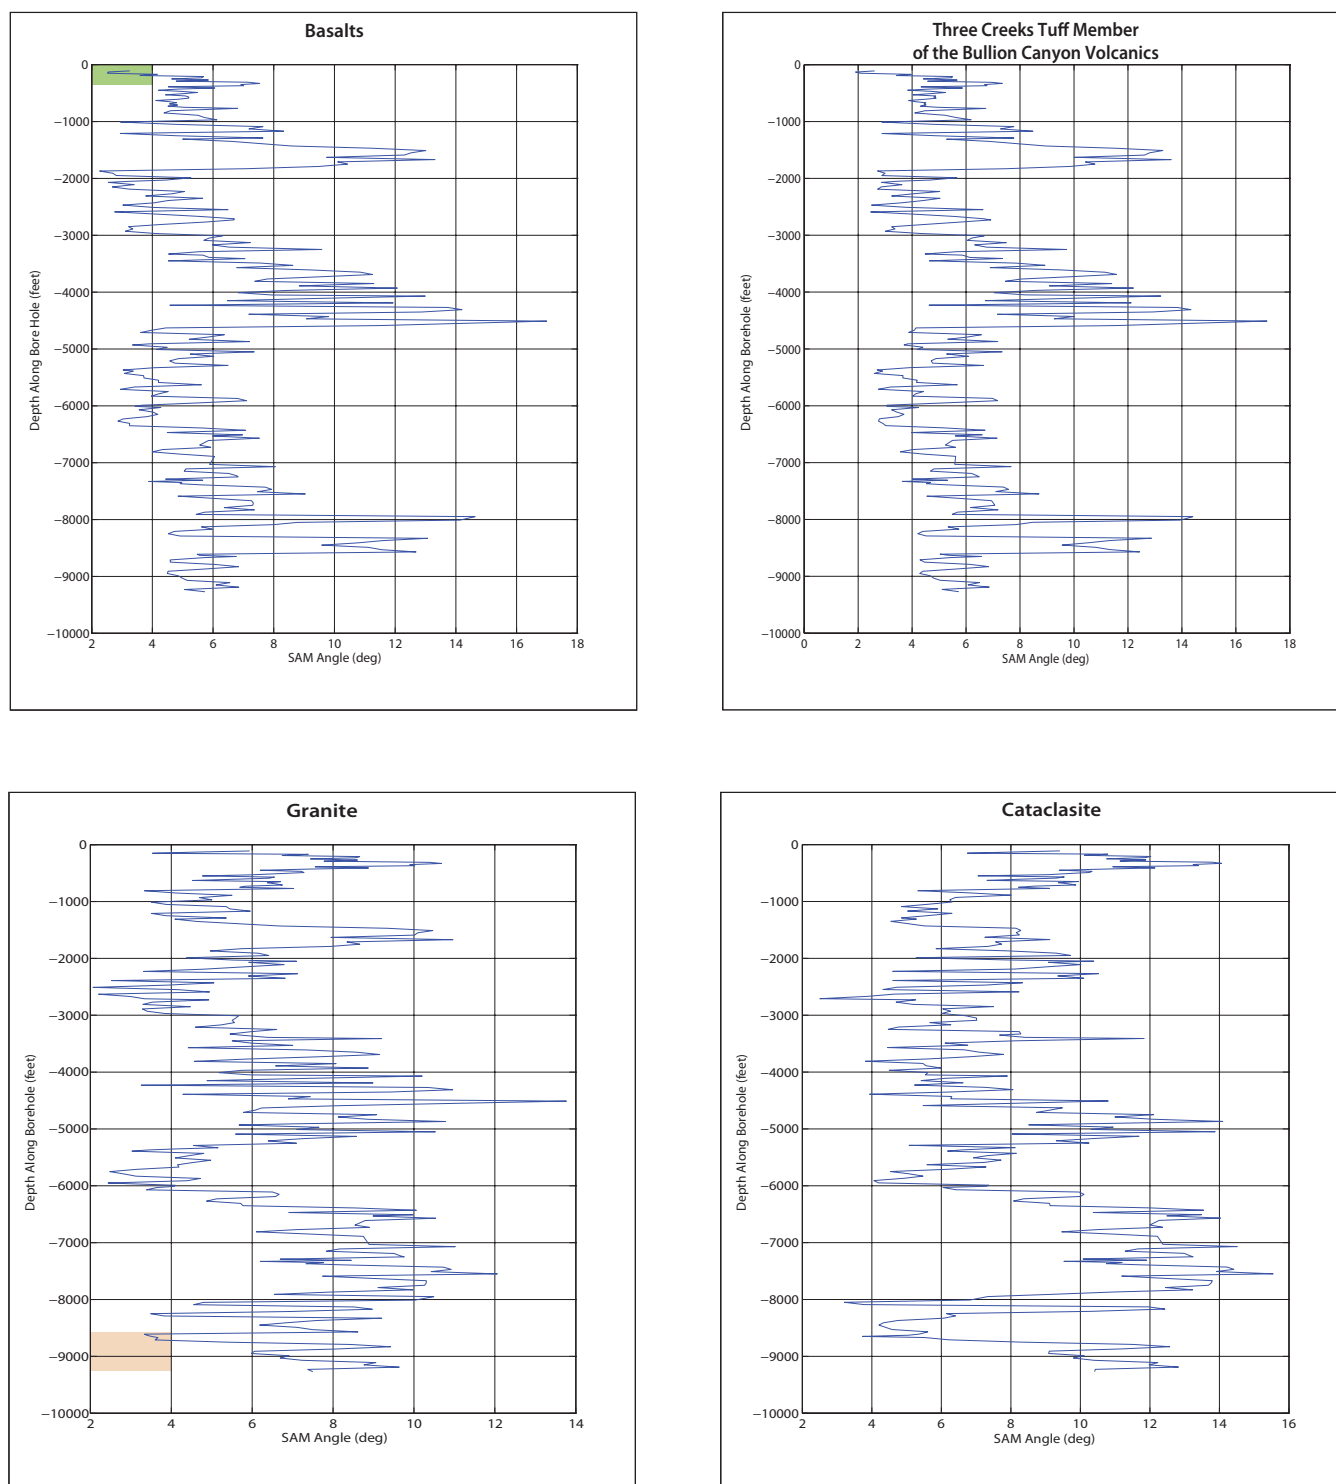 Basalts
0
−1000
−2000
−3000
−4000
−5000
−6000
−7000
−8000
−9000
−10000
Depth Along Bore Hole (feet)
2 4 6 8 10 12 14 16 18
SAM Angle (deg)
Three Creeks Tuff Member
of the Bullion Canyon Volcanics
0
−1000
−2000
−3000
−4000
−5000
−6000
−7000
−8000
−9000
−10000
Depth Along Borehole (feet)
0 2 4 6 8 10 12 14 16 18
SAM Angle (deg)
Granite
0
−1000
−2000
−3000
−4000
−5000
−6000
−7000
−8000
−9000
−10000
Depth Along Borehole (feet)
2 4 6 8 10 12 14
SAM Angle (deg)
Cataclasite
0
−1000
−2000
−3000
−4000
−5000
−6000
−7000
−8000
−9000
−10000
Depth Along Borehole (feet)
2 4 6 8 10 12 14 16
SAM Angle (deg)